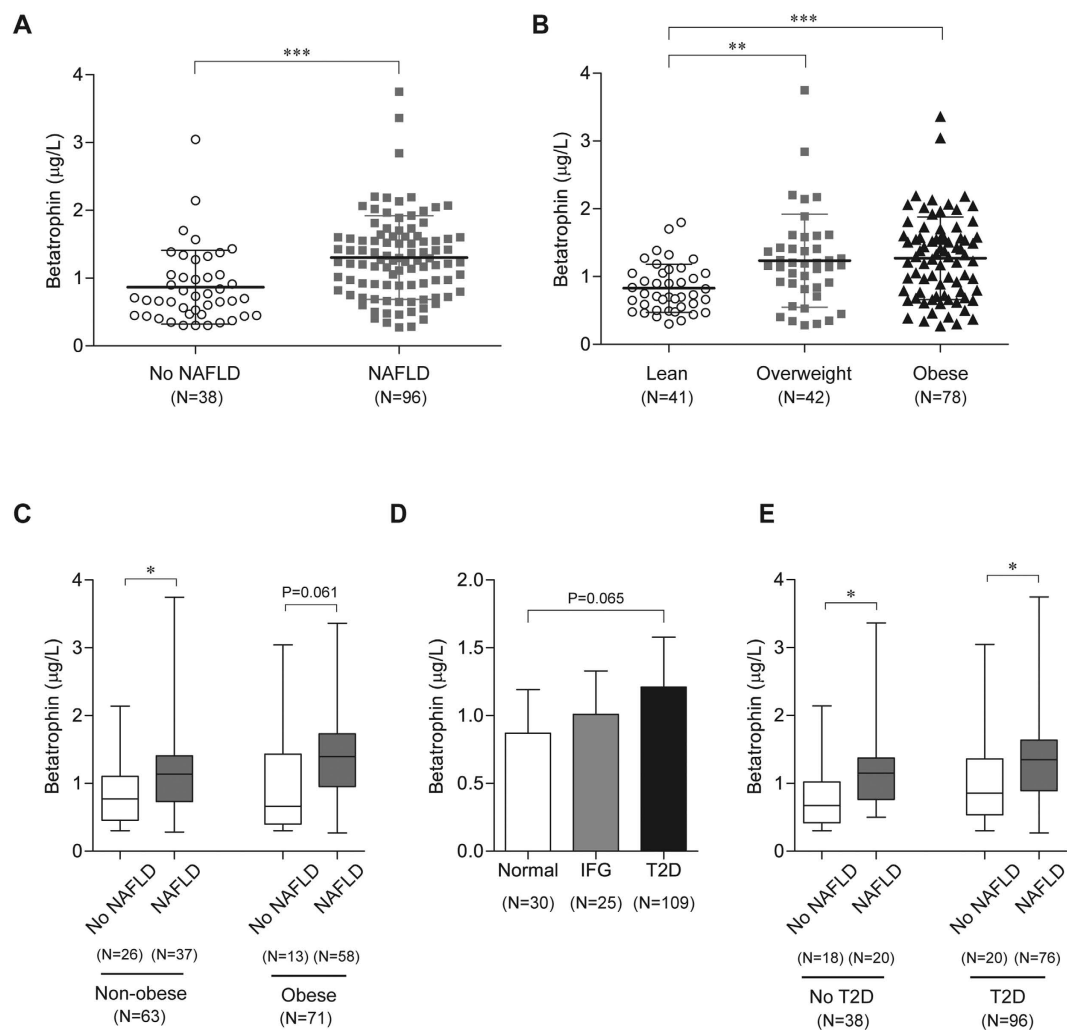 A
***
Betatrophin (µg/L)
4
3
2
1
0
No NAFLD
NAFLD
(N=38)
(N=96)
B
***
**
Betatrophin (µg/L)
4
3
2
1
0
Lean
Overweight
Obese
(N=41)
(N=42)
(N=78)
C
*
P=0.061
Betatrophin (µg/L)
4
3
2
1
0
No NAFLD
NAFLD
No NAFLD
NAFLD
(N=26) (N=37)
(N=13) (N=58)
Non-obese
Obese
(N=63)
(N=71)
D
P=0.065
Betatrophin (µg/L)
2.0
1.5
1.0
0.5
0.0
Normal
IFG
T2D
(N=30)
(N=25)
(N=109)
E
*
*
Betatrophin (µg/L)
4
3
2
1
0
No NAFLD
NAFLD
No NAFLD
NAFLD
(N=18) (N=20)
(N=20) (N=76)
No T2D
T2D
(N=38)
(N=96)